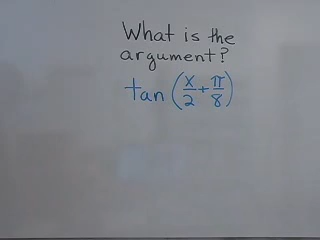 What is the
argument?
tan (x/2 + π/8)